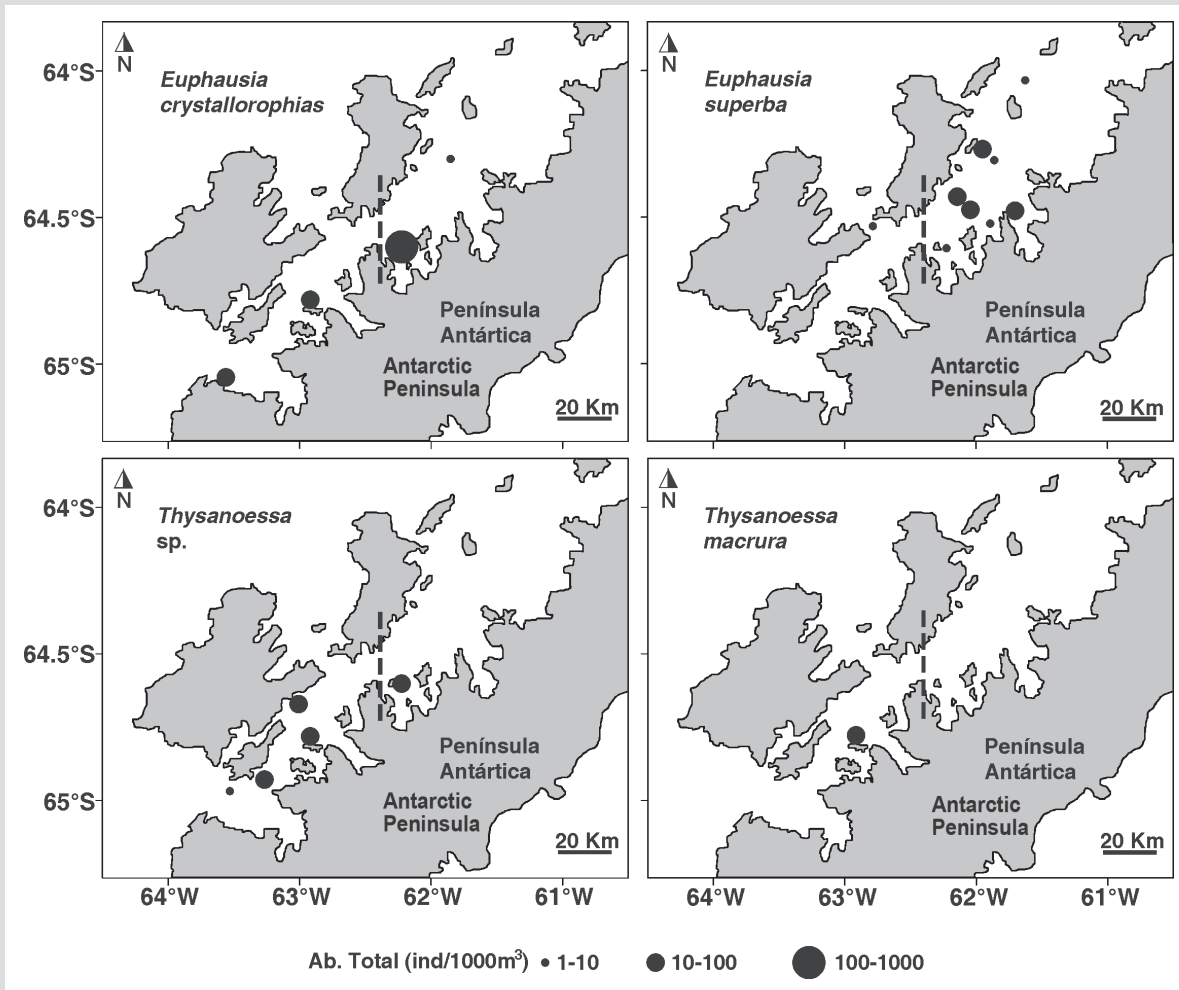 N
Euphausia
crystallorophias
64°S
64.5°S
65°S
Península
Antártica
Antarctic
Peninsula
20 Km
N
Euphausia
superba
Península
Antártica
Antarctic
Peninsula
20 Km
N
Thysanoessa
sp.
64°S
64.5°S
65°S
Península
Antártica
Antarctic
Peninsula
20 Km
64°W 63°W 62°W 61°W
N
Thysanoessa
macrura
Península
Antártica
Antarctic
Peninsula
20 Km
64°W 63°W 62°W 61°W
Ab. Total (ind/1000m³) 1-10 10-100 100-1000